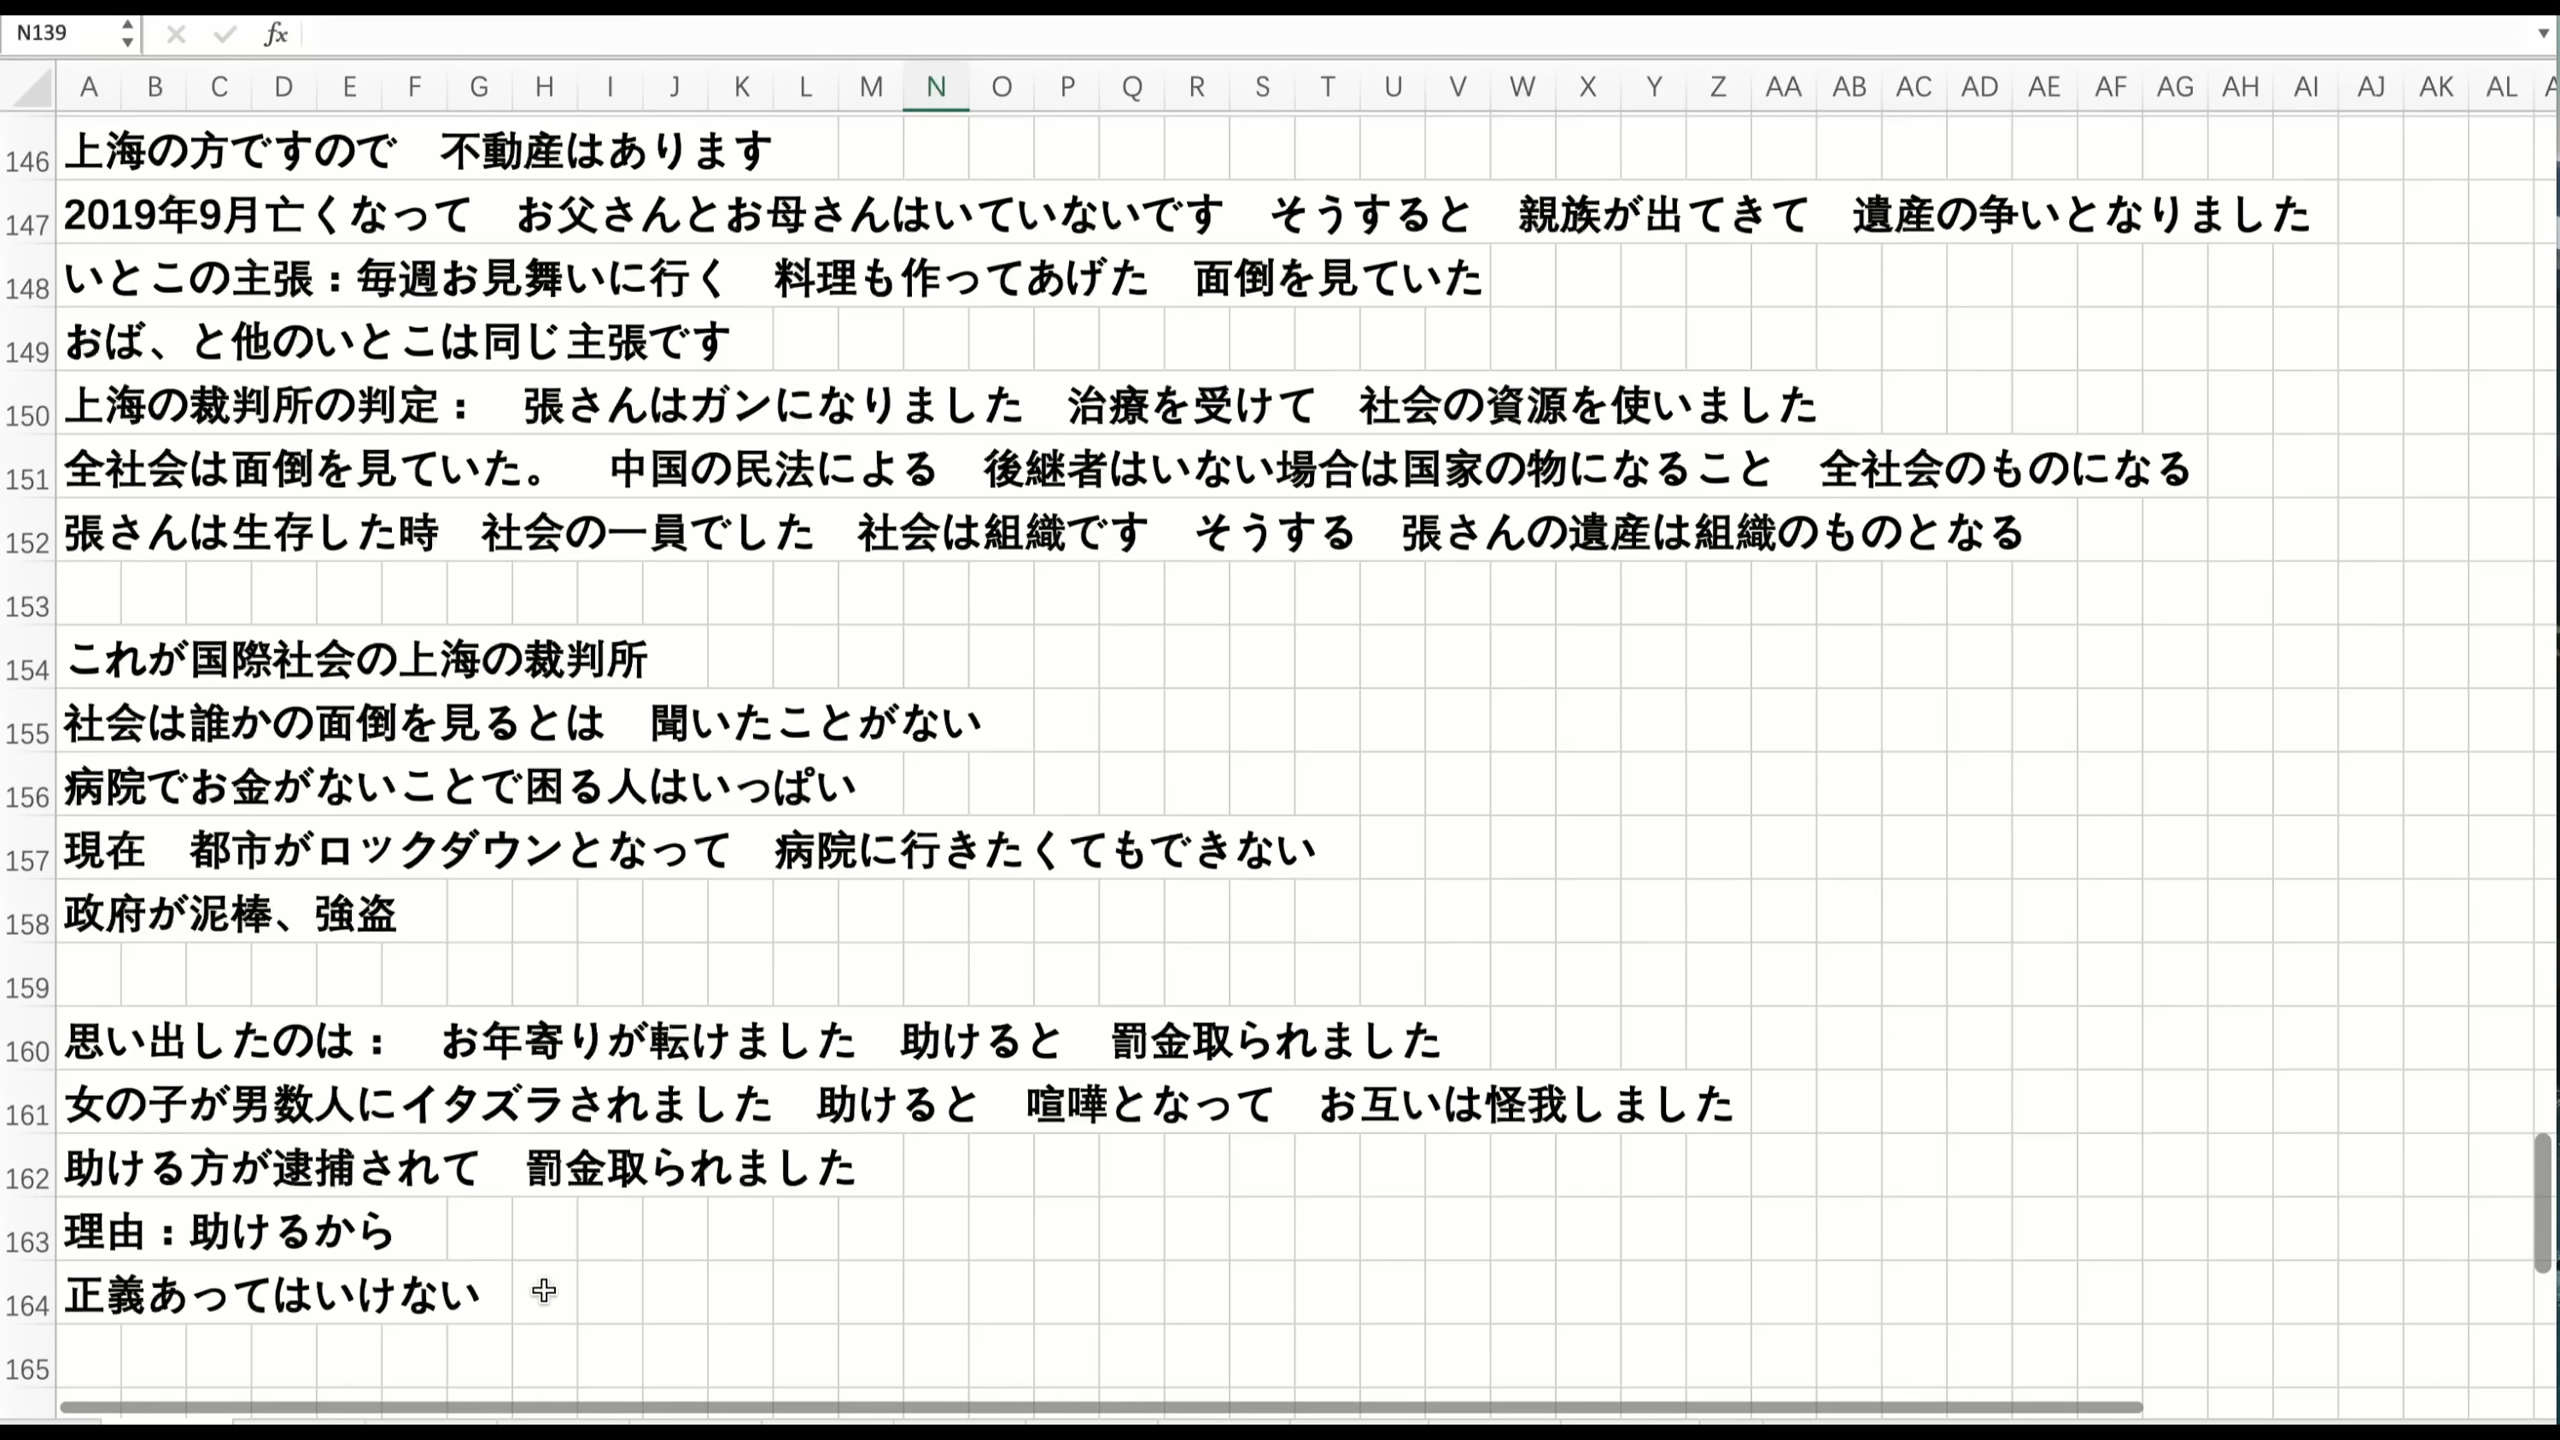 N139 fx
A B C D E F G H I J K L M N O P Q R S T U V W X Y Z AA AB AC AD AE AF AG AH AI AJ AK AL
146 上海の方ですので　不動産はあります
147 2019年9月亡くなって　お父さんとお母さんはいていないです　そうすると　親族が出てきて　遺産の争いとなりました
148 いとこの主張：毎週お見舞いに行く　料理も作ってあげた　面倒を見ていた
149 おば、と他のいとこは同じ主張です
150 上海の裁判所の判定：　張さんはガンになりました　治療を受けて　社会の資源を使いました
151 全社会は面倒を見ていた。　中国の民法による　後継者はいない場合は国家の物になること　全社会のものになる
152 張さんは生存した時　社会の一員でした　社会は組織です　そうする　張さんの遺産は組織のものとなる
153
154 これが国際社会の上海の裁判所
155 社会は誰かの面倒を見るとは　聞いたことがない
156 病院でお金がないことで困る人はいっぱい
157 現在　都市がロックダウンとなって　病院に行きたくてもできない
158 政府が泥棒、強盗
159
160 思い出したのは：　お年寄りが転けました　助けると　罰金取られました
161 女の子が男数人にイタズラされました　助けると　喧嘩となって　お互いは怪我しました
162 助ける方が逮捕されて　罰金取られました
163 理由：助けるから
164 正義あってはいけない
165